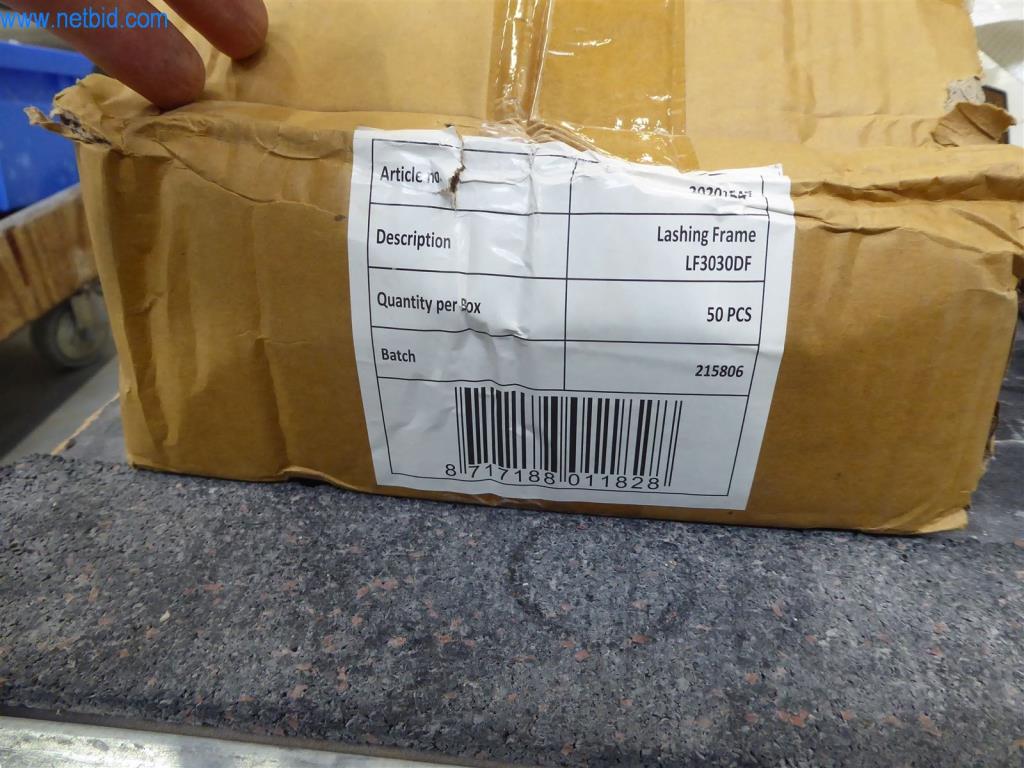 www.netbid.com
Article no.
Description Lashing Frame
LF3030DF
Quantity per Box 50 PCS
Batch 215806
8 717188 011828